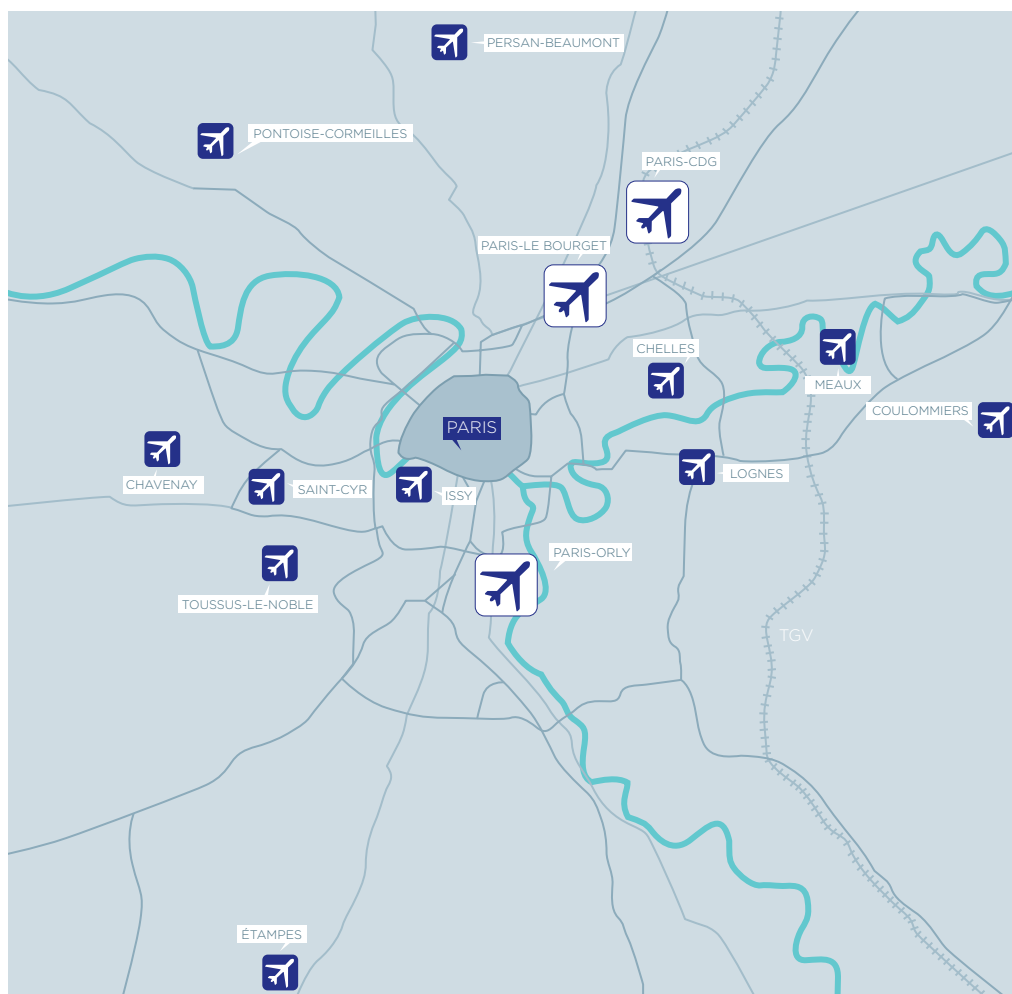 PERSAN-BEAUMONT
PONTOISE-CORMEILLES
PARIS-CDG
PARIS-LE BOURGET
CHELLES
MEAUX
COULOMMIERS
PARIS
CHAVENAY
SAINT-CYR
ISSY
LOGNES
PARIS-ORLY
TOUSSUS-LE-NOBLE
TGV
ÉTAMPES